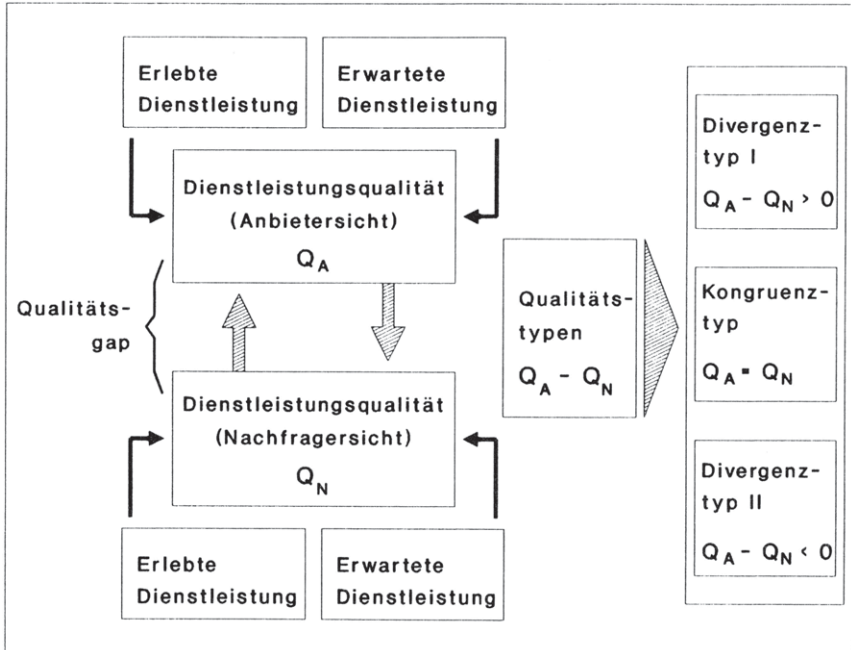 Erlebte
Dienstleistung
Erwartete
Dienstleistung
Dienstleistungsqualität
(Anbietersicht)
Q_A
Qualitäts-
gap
Dienstleistungsqualität
(Nachfragersicht)
Q_N
Erlebte
Dienstleistung
Erwartete
Dienstleistung
Qualitäts-
typen
Q_A - Q_N
Divergenz-
typ I
Q_A - Q_N > 0
Kongruenz-
typ
Q_A = Q_N
Divergenz-
typ II
Q_A - Q_N < 0